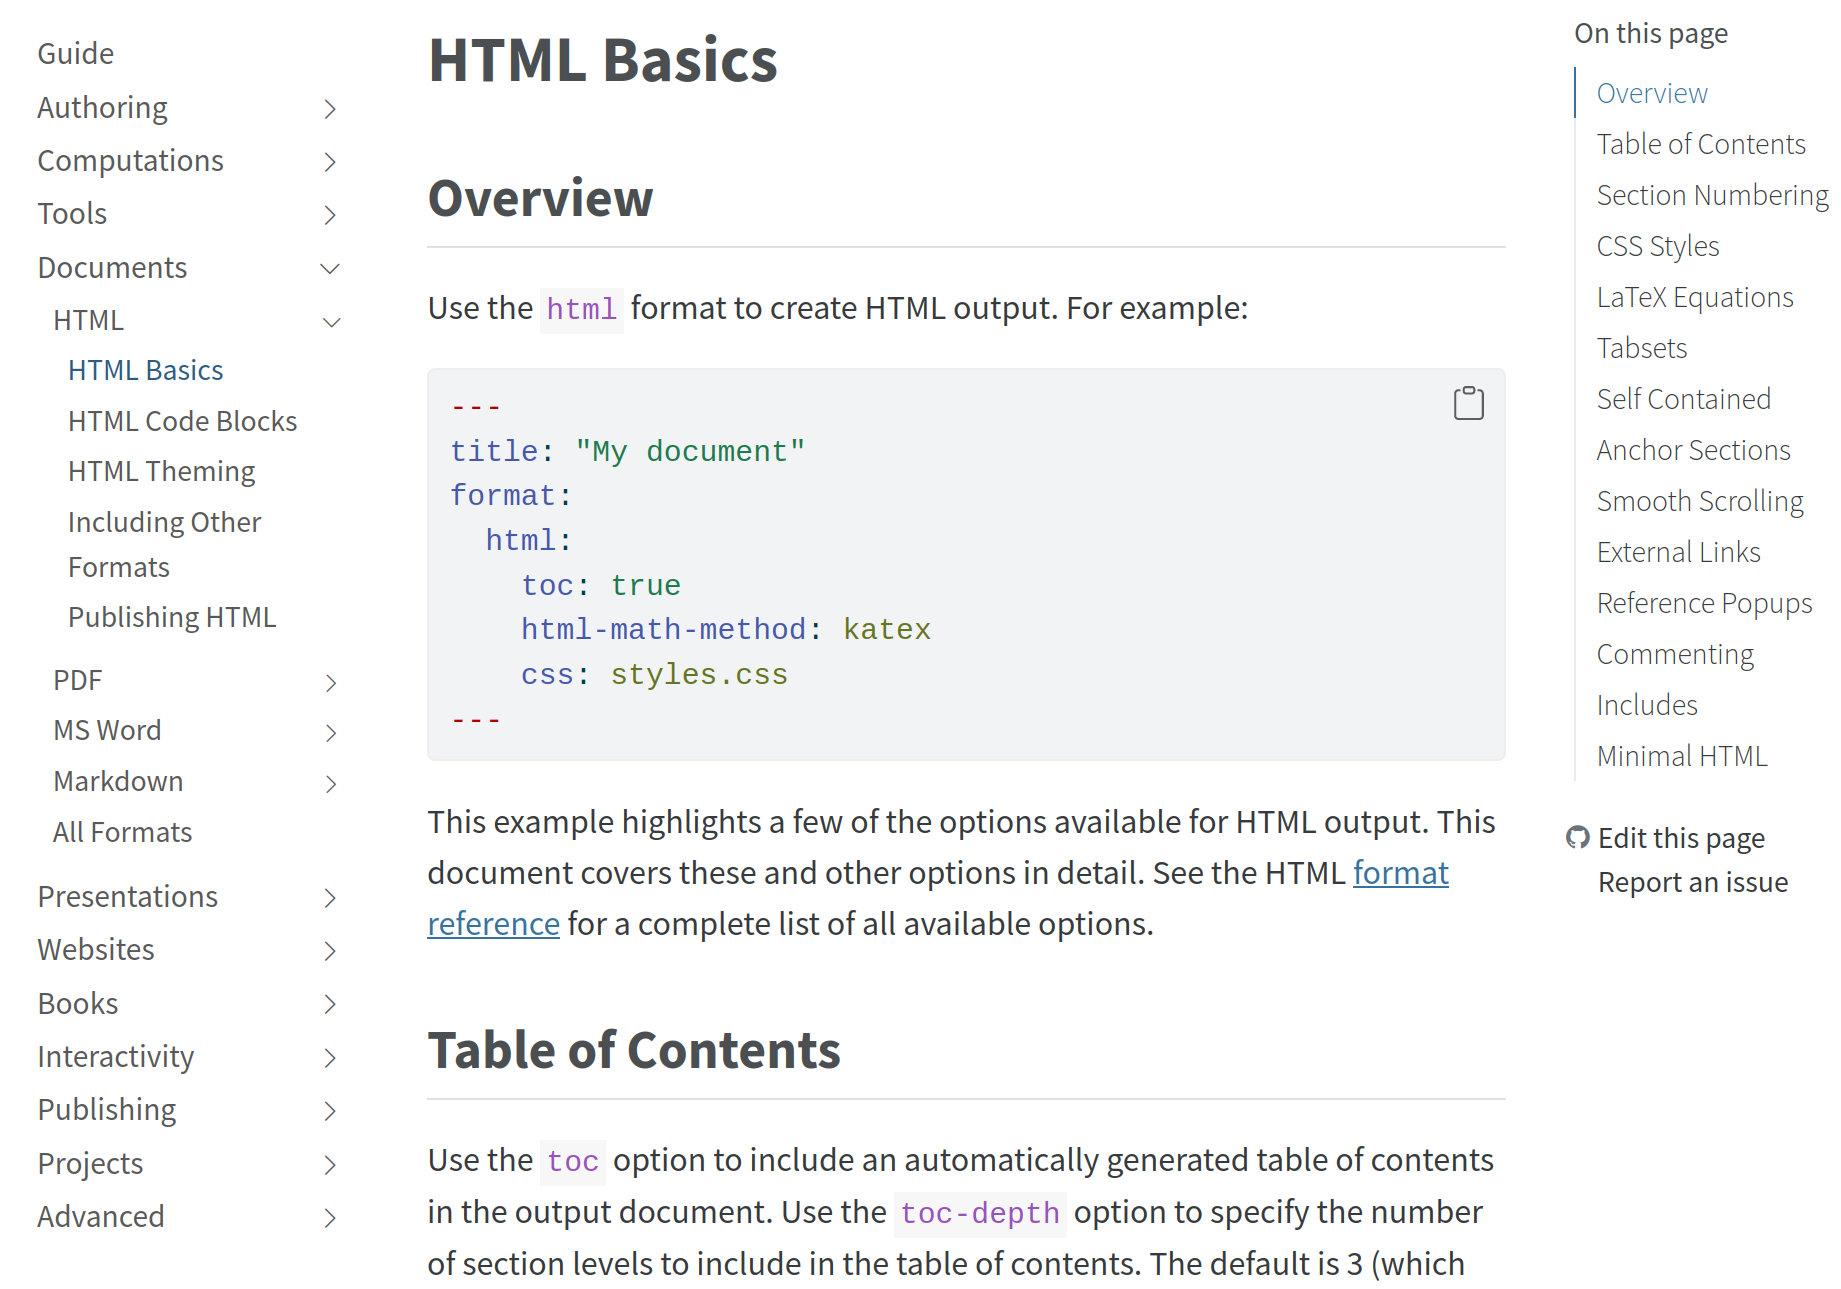 Guide
Authoring
Computations
Tools
Documents
HTML
HTML Basics
HTML Code Blocks
HTML Theming
Including Other
Formats
Publishing HTML
PDF
MS Word
Markdown
All Formats
Presentations
Websites
Books
Interactivity
Publishing
Projects
Advanced
HTML Basics
Overview
Use the html format to create HTML output. For example:
---
title: "My document"
format:
  html:
    toc: true
    html-math-method: katex
    css: styles.css
---
This example highlights a few of the options available for HTML output. This
document covers these and other options in detail. See the HTML format
reference for a complete list of all available options.
Table of Contents
Use the toc option to include an automatically generated table of contents
in the output document. Use the toc-depth option to specify the number
of section levels to include in the table of contents. The default is 3 (which
On this page
Overview
Table of Contents
Section Numbering
CSS Styles
LaTeX Equations
Tabsets
Self Contained
Anchor Sections
Smooth Scrolling
External Links
Reference Popups
Commenting
Includes
Minimal HTML
Edit this page
Report an issue